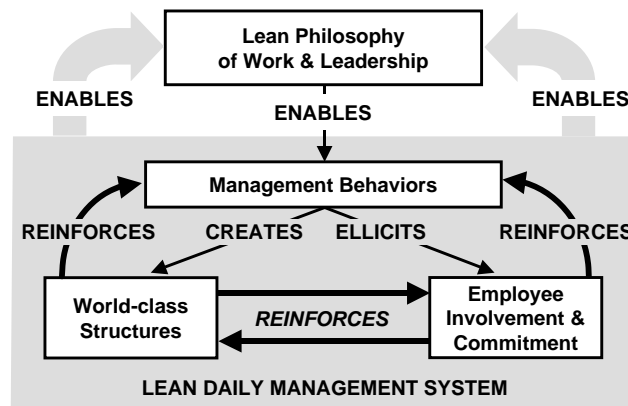 Lean Philosophy
of Work & Leadership
ENABLES
ENABLES
ENABLES
Management Behaviors
REINFORCES
CREATES
ELLICITS
REINFORCES
World-class
Structures
REINFORCES
Employee
Involvement &
Commitment
LEAN DAILY MANAGEMENT SYSTEM